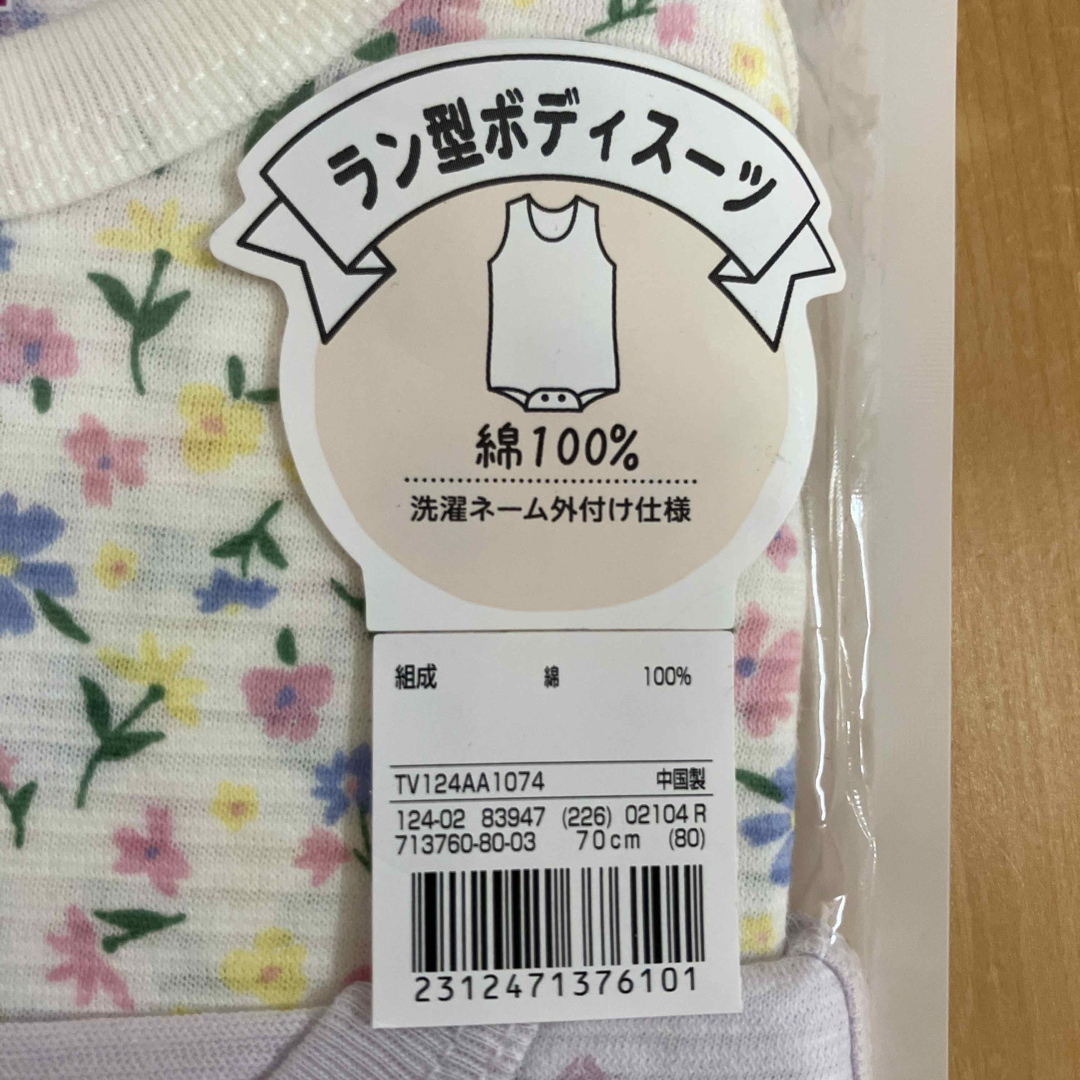 ラン型ボディスーツ
綿100%
洗濯ネーム外付け仕様
組成 綿 100%
TV124AA1074 中国製
124-02 83947 (226) 02104 R
713760-80-03 70cm (80)
2312471376101